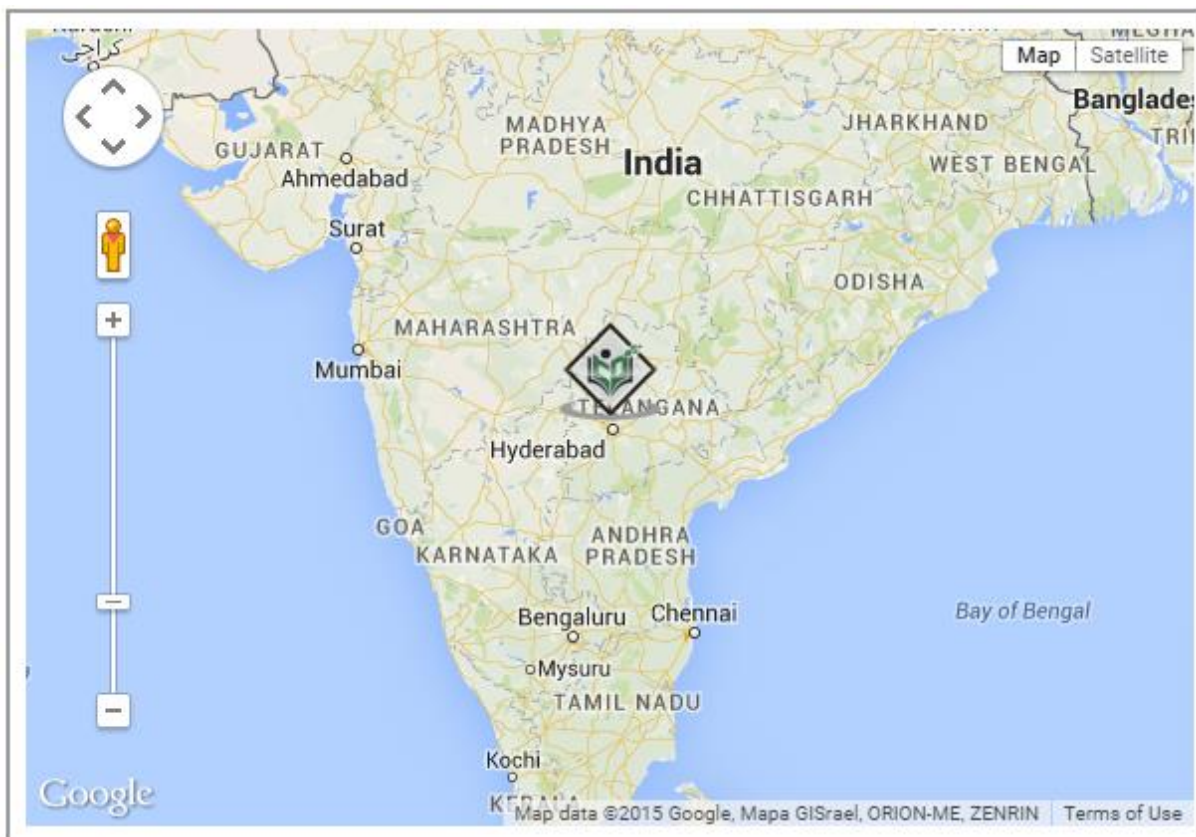 کراچی
Map
Satellite
MADHYA
PRADESH
JHARKHAND
GUJARAT
Ahmedabad
India
WEST BENGAL
CHHATTISGARH
Surat
ODISHA
MAHARASHTRA
Mumbai
Hyderabad
GOA
KARNATAKA
ANDHRA
PRADESH
Bengaluru
Chennai
Bay of Bengal
Mysuru
TAMIL NADU
Kochi
Google
Map data ©2015 Google, Mapa GISrael, ORION-ME, ZENRIN
Terms of Use